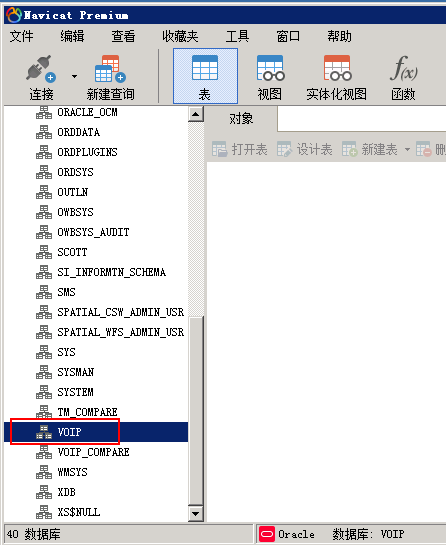 Navicat Premium
文件 编辑 查看 收藏夹 工具 窗口 帮助
连接 新建查询 表 视图 实体化视图 函数
f(x)
ORACLE_OCM
ORDDATA
ORDPLUGINS
ORDSYS
OUTLN
OWBSYS
OWBSYS_AUDIT
SCOTT
SI_INFORMTN_SCHEMA
SMS
SPATIAL_CSW_ADMIN_USR
SPATIAL_WFS_ADMIN_USR
SYS
SYSMAN
SYSTEM
TM_COMPARE
VOIP
VOIP_COMPARE
WMSYS
XDB
XS$NULL
对象
打开表 设计表 新建表
40 数据库 Oracle 数据库: VOIP